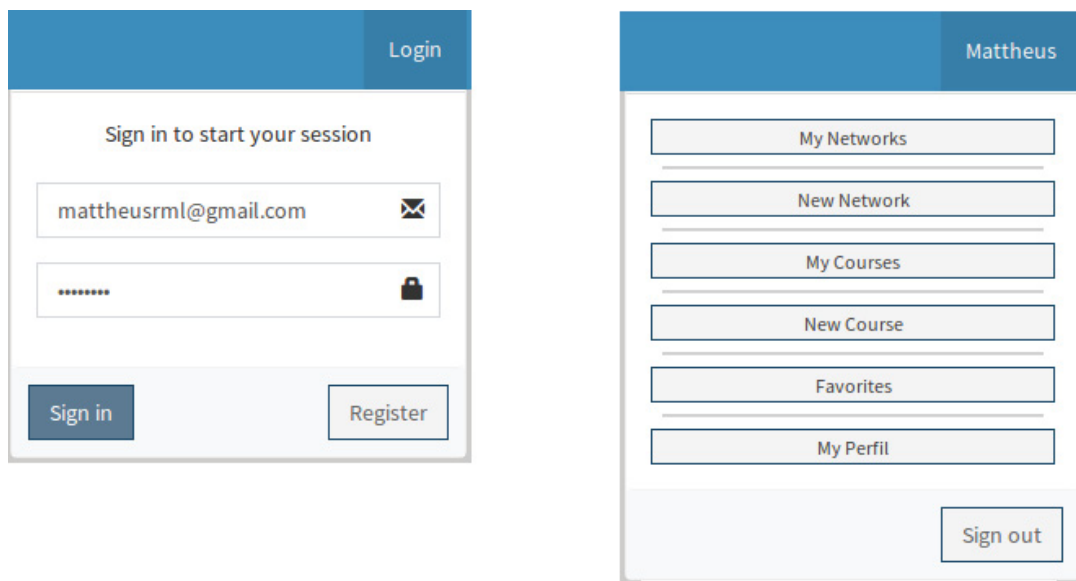 Login
Sign in to start your session
mattheusrml@gmail.com
••••••••
Sign in
Register
Mattheus
My Networks
New Network
My Courses
New Course
Favorites
My Perfil
Sign out